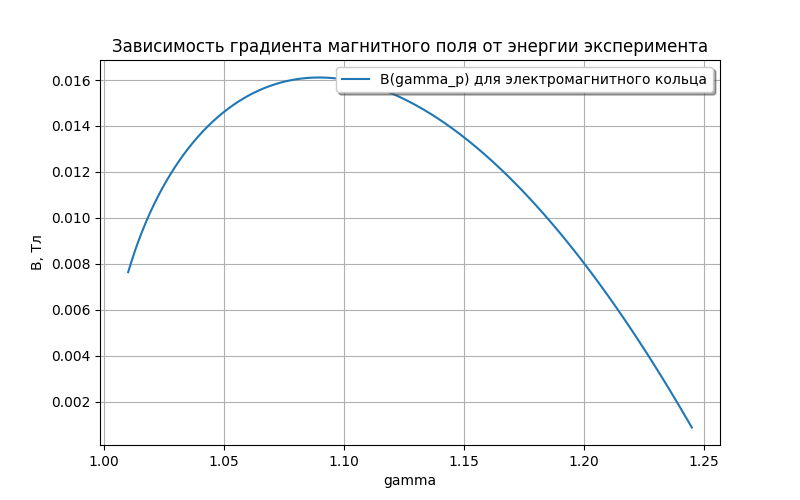 Зависимость градиента магнитного поля от энергии эксперимента
B(gamma_p) для электромагнитного кольца
0.016
0.014
0.012
0.010
0.008
0.006
0.004
0.002
B, Тл
1.00 1.05 1.10 1.15 1.20 1.25
gamma